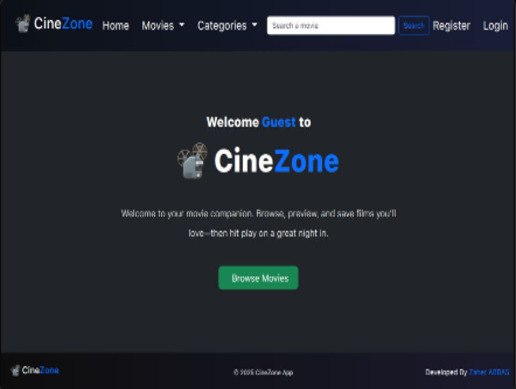 CineZone Home Movies Categories Search a movie Search Register Login
Welcome Guest to
CineZone
Welcome to your movie companion. Browse, preview, and save films you'll
love—then hit play on a great night in.
Browse Movies
CineZone © 2025 CineZone App Developed By Zaher ABBAS